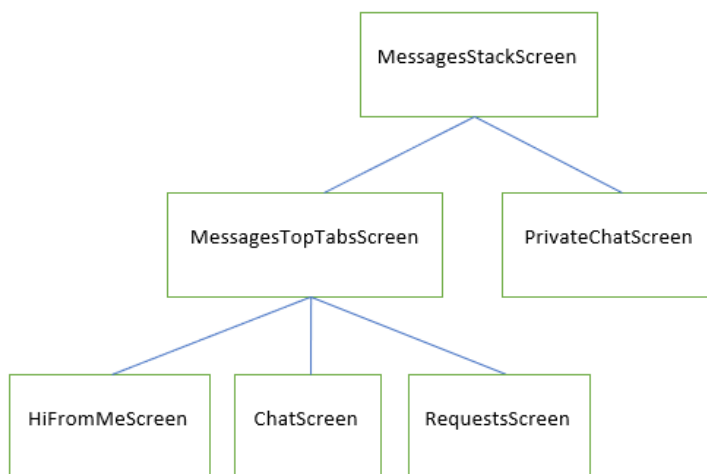 MessagesStackScreen
MessagesTopTabsScreen
PrivateChatScreen
HiFromMeScreen
ChatScreen
RequestsScreen